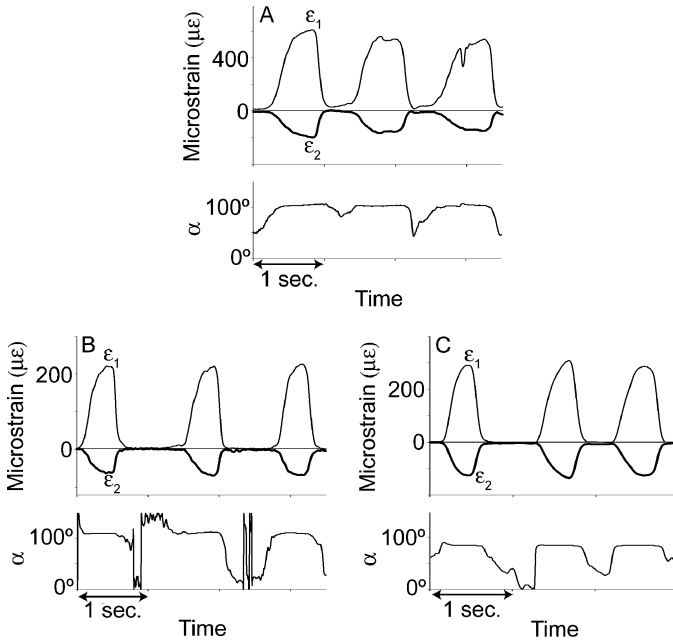 A
ε1
Microstrain (με)
400
0
ε2
α
100º
0º
1 sec.
Time
B
ε1
Microstrain (με)
200
0
ε2
α
100º
0º
1 sec.
Time
C
ε1
Microstrain (με)
200
0
ε2
α
100º
0º
1 sec.
Time